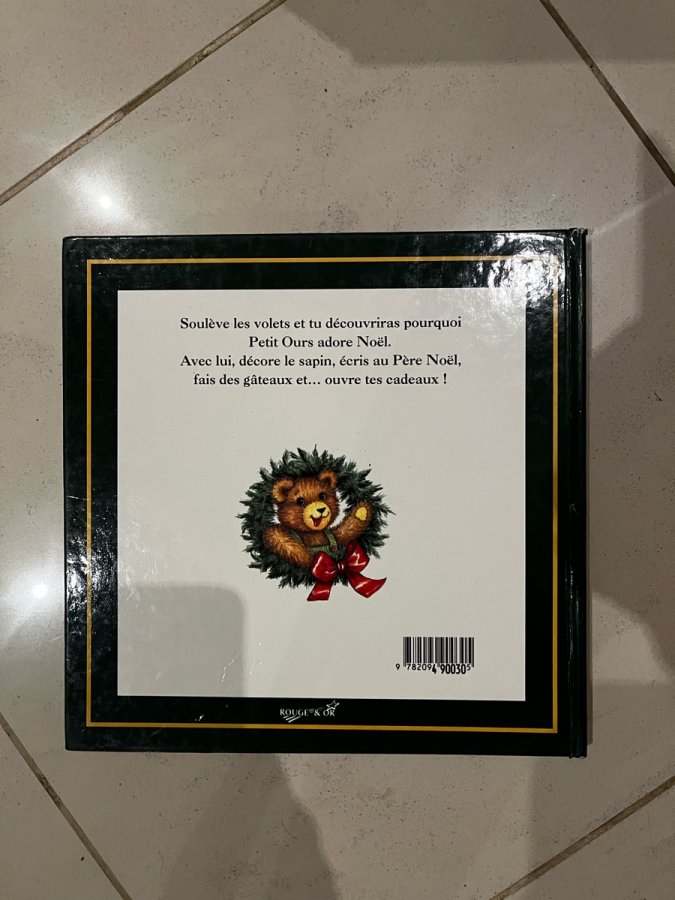 Soulève les volets et tu découvriras pourquoi
Petit Ours adore Noël.
Avec lui, décore le sapin, écris au Père Noël,
fais des gâteaux et... ouvre tes cadeaux !
9 782094 900305
ROUGE & OR